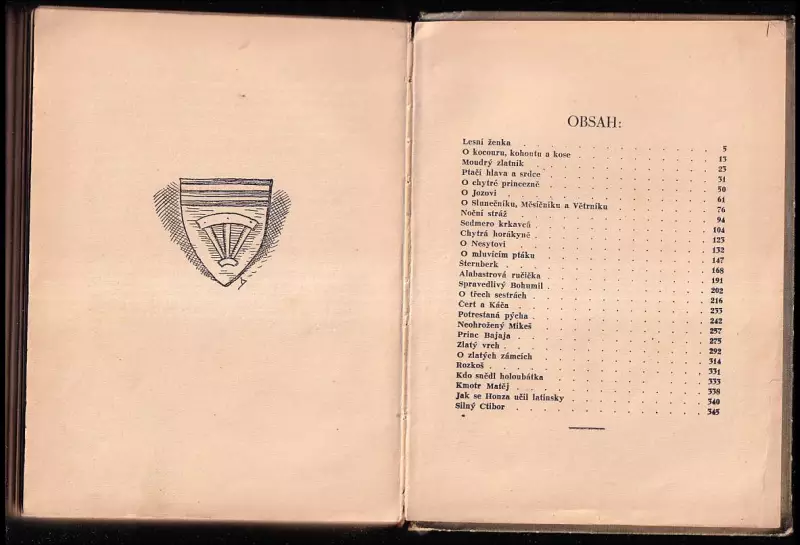 OBSAH:
Lesní ženka . . . . . . . . . . 5
O kocouru, kohoutu a kose . . . . . . . . . . 13
Moudrý zlatník . . . . . . . . . . 23
Ptačí hlava a srdce . . . . . . . . . . 31
O chytré princezně . . . . . . . . . . 50
O Jozovi . . . . . . . . . . 61
O Slunečníku, Měsíčníku a Větrníku . . . . . . . . . . 76
Noční stráž . . . . . . . . . . 94
Sedmero krkavců . . . . . . . . . . 104
Chytrá horákyně . . . . . . . . . . 123
O Nesytovi . . . . . . . . . . 132
O mluvícím ptáku . . . . . . . . . . 147
Šternberk . . . . . . . . . . 168
Alabastrová ručička . . . . . . . . . . 191
Spravedlivý Bohumil . . . . . . . . . . 202
O třech sestrách . . . . . . . . . . 216
Čert a Káča . . . . . . . . . . 233
Potrestaná pýcha . . . . . . . . . . 242
Neohrožený Mikeš . . . . . . . . . . 257
Princ Bajaja . . . . . . . . . . 275
Zlatý vrch . . . . . . . . . . 292
O zlatých zámcích . . . . . . . . . . 314
Rozkoš . . . . . . . . . . 331
Kdo snědl holoubátka . . . . . . . . . . 333
Kmotr Matěj . . . . . . . . . . 338
Jak se Honza učil latinsky . . . . . . . . . . 340
Silný Ctibor . . . . . . . . . . 345